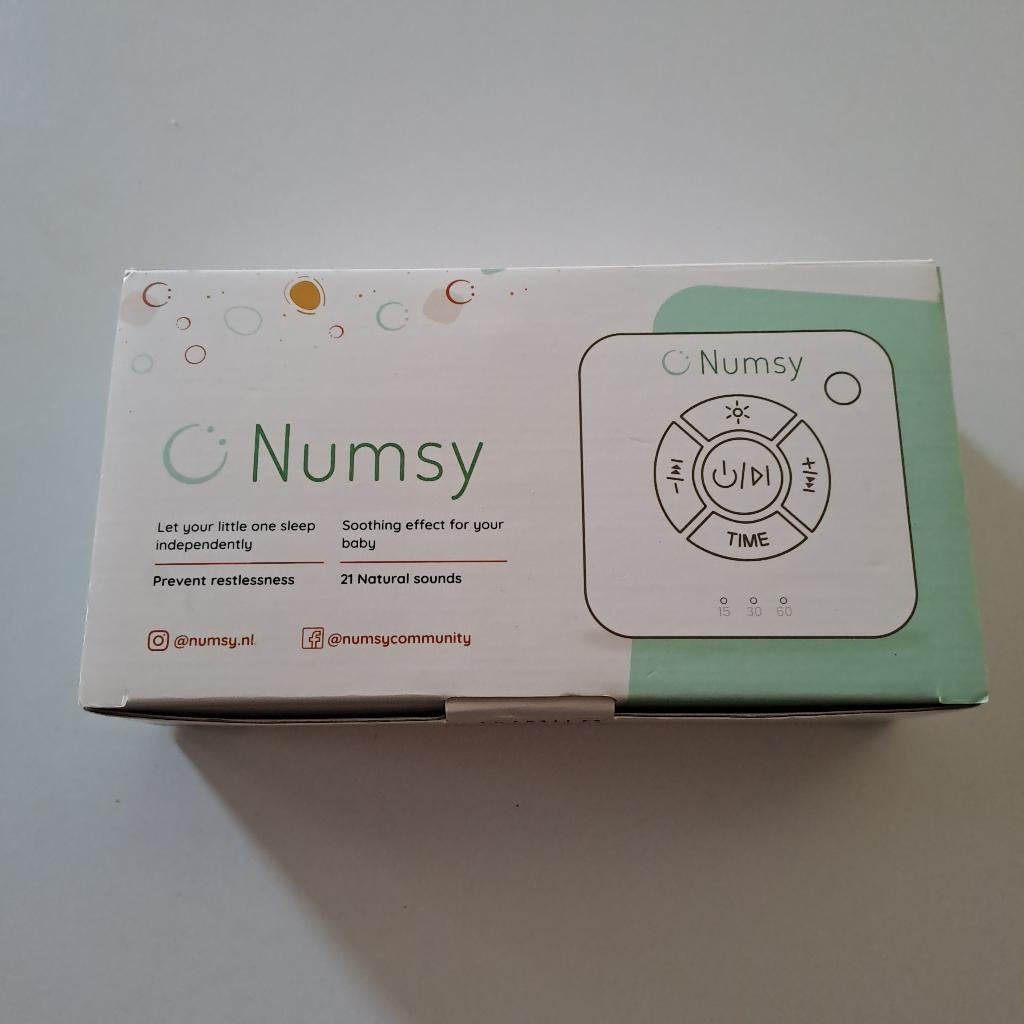 Numsy
Let your little one sleep
independently
Prevent restlessness
Soothing effect for your
baby
21 Natural sounds
@numsy.nl
@numsycommunity
Numsy
TIME
15 30 60